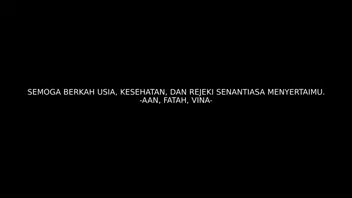 SEMOGA BERKAH USIA, KESEHATAN, DAN REJEKI SENANTIASA MENYERTAIMU.
-AAN, FATAH, VINA-